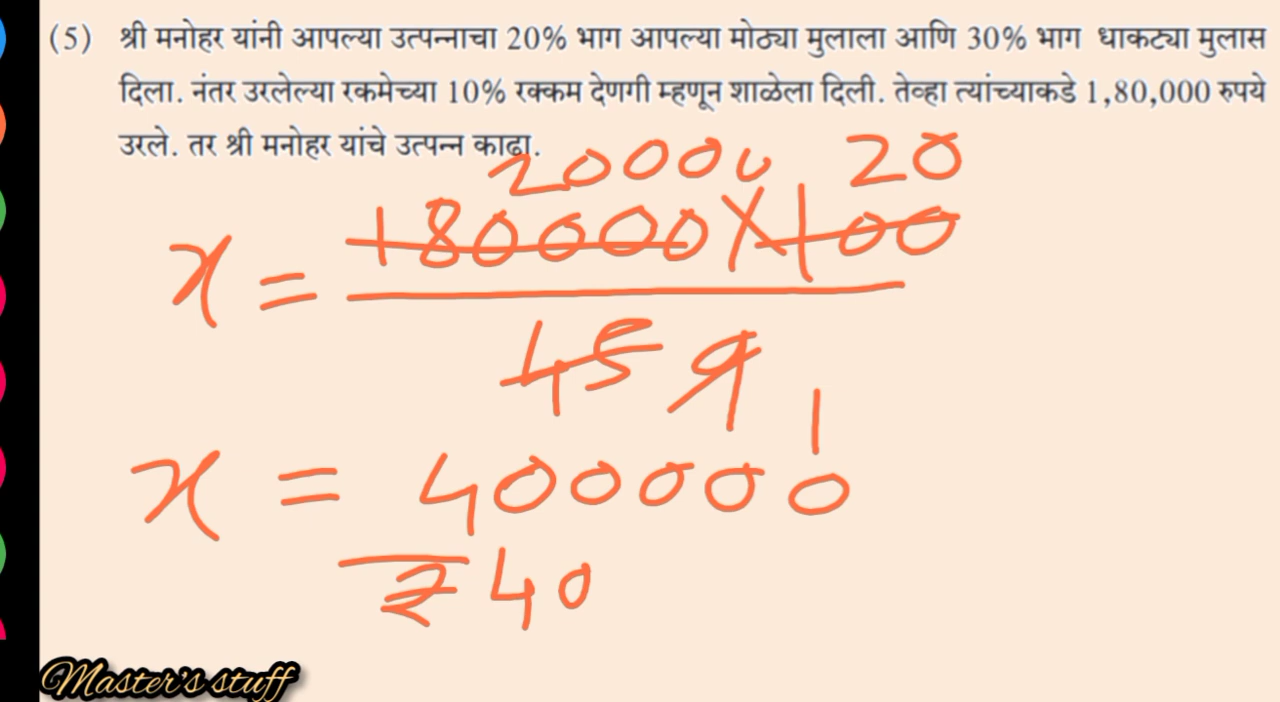 (5) श्री मनोहर यांनी आपल्या उत्पन्नाचा 20% भाग आपल्या मोठ्या मुलाला आणि 30% भाग धाकट्या मुलास
दिला. नंतर उरलेल्या रकमेच्या 10% रक्कम देणगी म्हणून शाळेला दिली. तेव्हा त्यांच्याकडे 1,80,000 रुपये
उरले. तर श्री मनोहर यांचे उत्पन्न काढा.
20000 20
x = 180000 X 100
45 9
1
x = 400000
₹ 40
Master's stuff